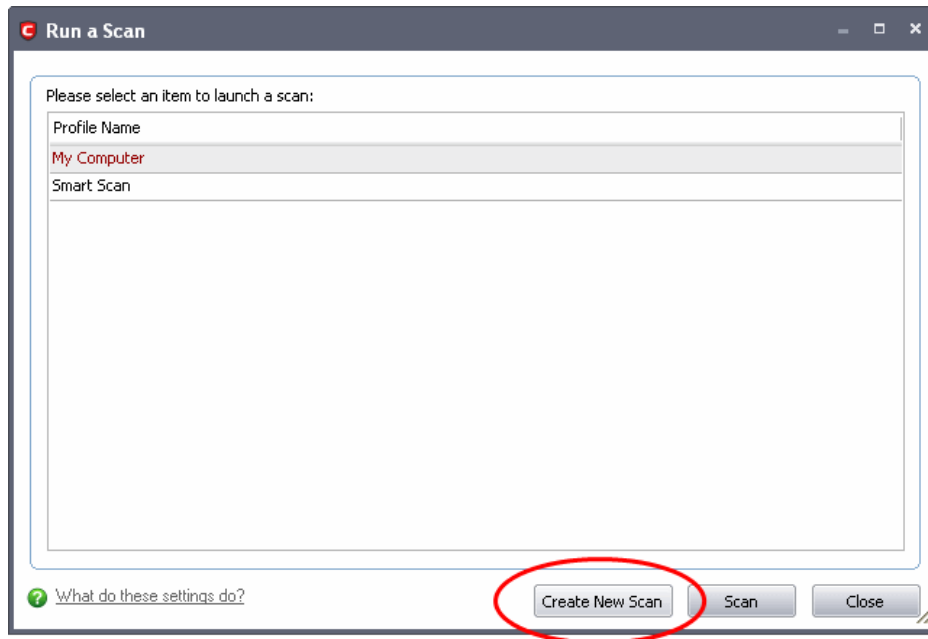 Run a Scan
Please select an item to launch a scan:
Profile Name
My Computer
Smart Scan
What do these settings do?
Create New Scan
Scan
Close